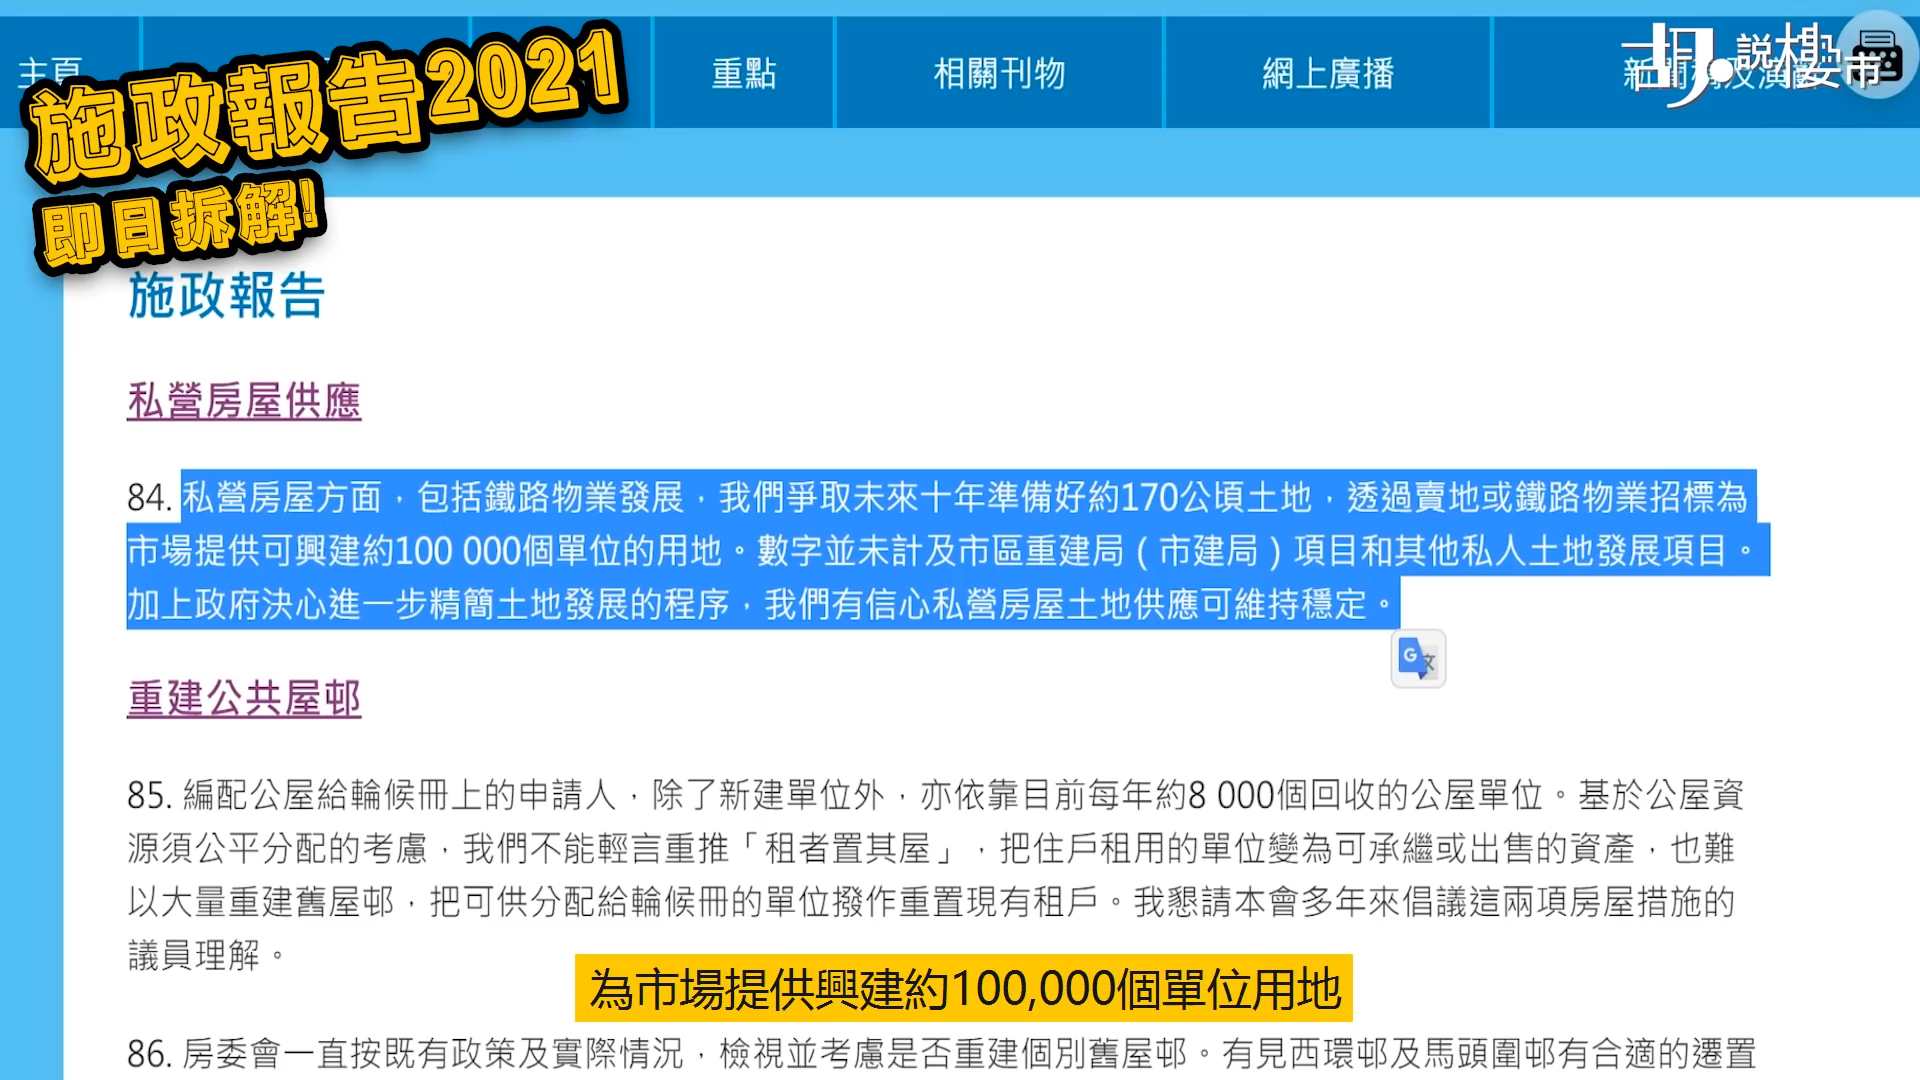 主頁
重點
相關刊物
網上廣播
胡.説樓市
施政報告2021
即日拆解!
施政報告
私營房屋供應
84. 私營房屋方面，包括鐵路物業發展，我們爭取未來十年準備好約170公頃土地，透過賣地或鐵路物業招標為
市場提供可興建約100 000個單位的用地。數字並未計及市區重建局（市建局）項目和其他私人土地發展項目。
加上政府決心進一步精簡土地發展的程序，我們有信心私營房屋土地供應可維持穩定。
重建公共屋邨
85. 編配公屋給輪候冊上的申請人，除了新建單位外，亦依靠目前每年約8 000個回收的公屋單位。基於公屋資
源須公平分配的考慮，我們不能輕言重推「租者置其屋」，把住戶租用的單位變為可承繼或出售的資產，也難
以大量重建舊屋邨，把可供分配給輪候冊的單位撥作重置現有租戶。我懇請本會多年來倡議這兩項房屋措施的
議員理解。
為市場提供興建約100,000個單位用地
86. 房委會一直按既有政策及實際情況，檢視並考慮是否重建個別舊屋邨。有見西環邨及馬頭圍邨有合適的遷置